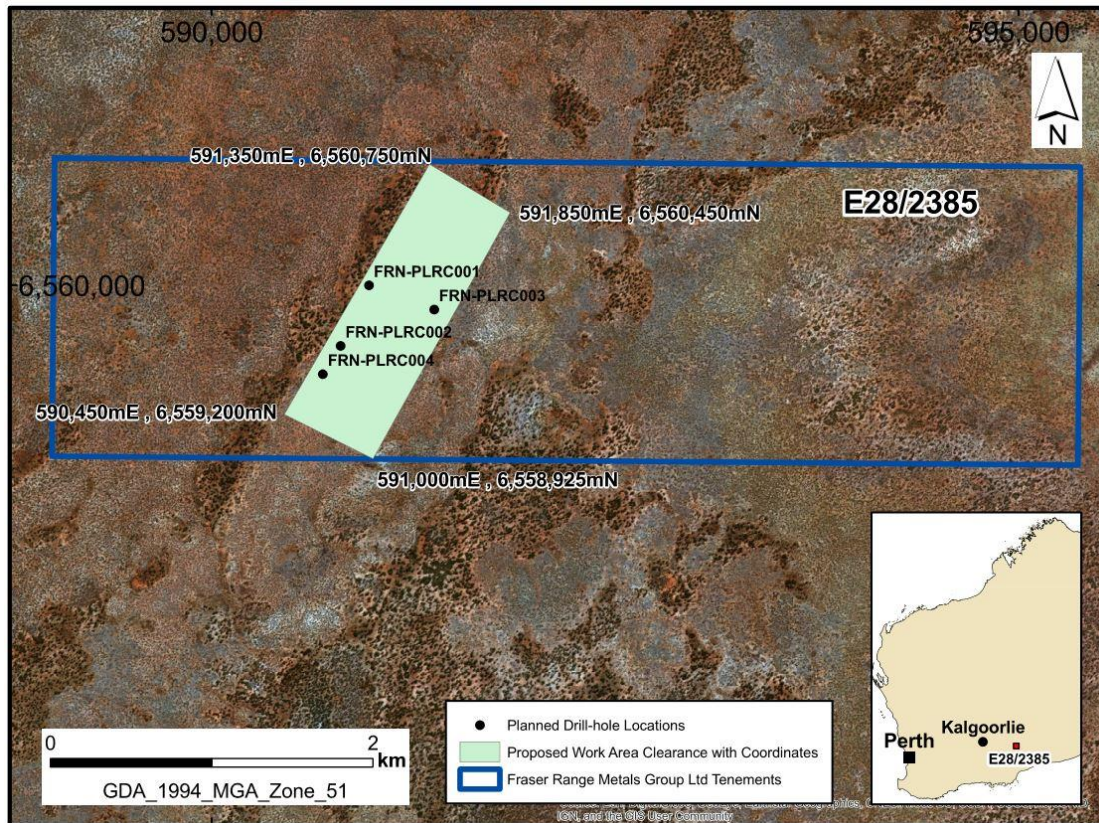 590,000
595,000
N
591,350mE , 6,560,750mN
E28/2385
591,850mE , 6,560,450mN
6,560,000
FRN-PLRC001
FRN-PLRC003
FRN-PLRC002
FRN-PLRC004
590,450mE , 6,559,200mN
591,000mE , 6,558,925mN
0 2
km
GDA_1994_MGA_Zone_51
Planned Drill-hole Locations
Proposed Work Area Clearance with Coordinates
Fraser Range Metals Group Ltd Tenements
Kalgoorlie
Perth
E28/2385
IGN, and the GIS User Community